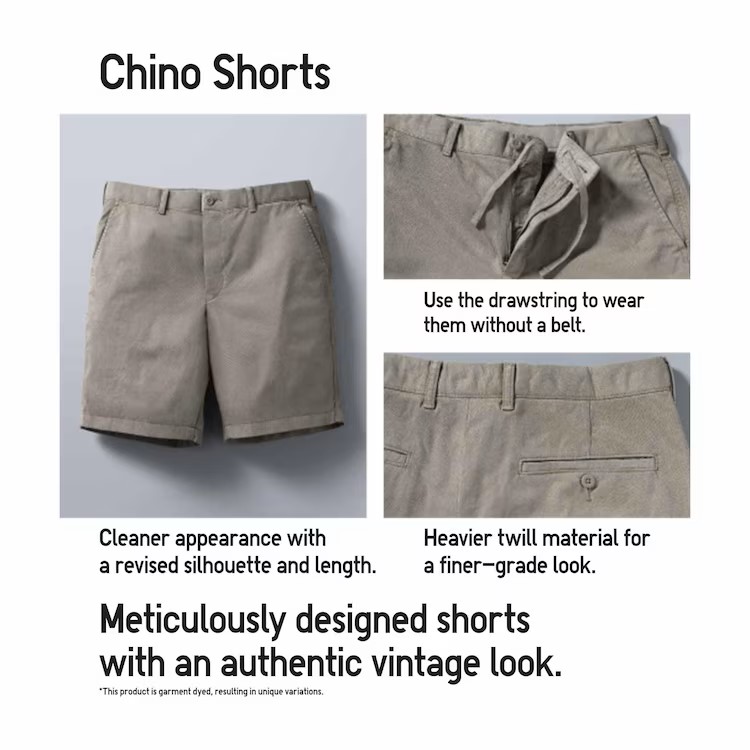 Chino Shorts
Use the drawstring to wear
them without a belt.
Cleaner appearance with
a revised silhouette and length.
Heavier twill material for
a finer–grade look.
Meticulously designed shorts
with an authentic vintage look.
*This product is garment dyed, resulting in unique variations.